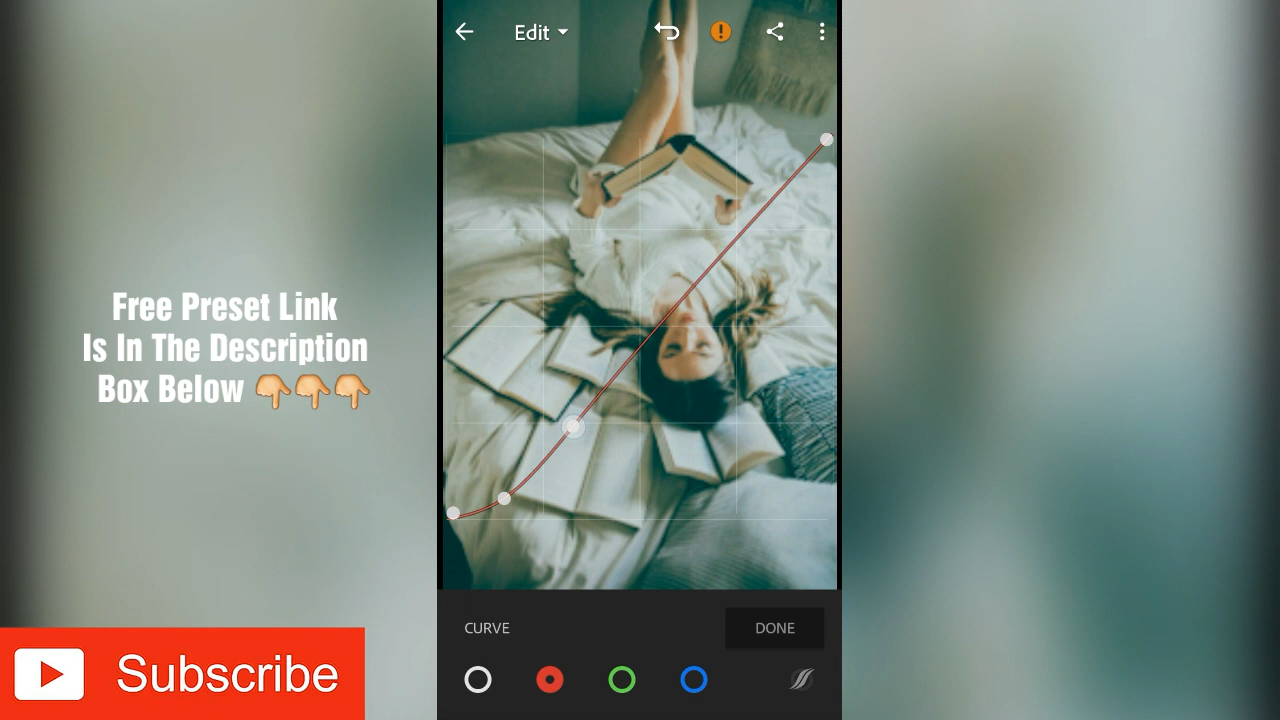 Edit
Free Preset Link
Is In The Description
Box Below 👇👇👇
CURVE
DONE
Subscribe